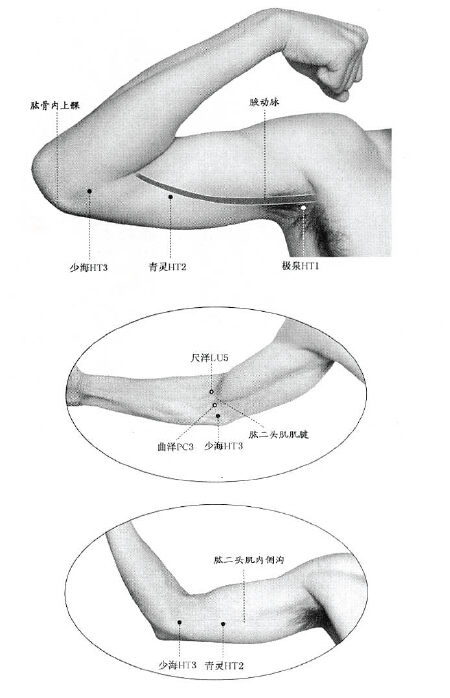 肱骨内上髁
腋动脉
少海HT3
青灵HT2
极泉HT1
尺泽LU5
肱二头肌肌腱
曲泽PC3
少海HT3
肱二头肌内侧沟
少海HT3
青灵HT2